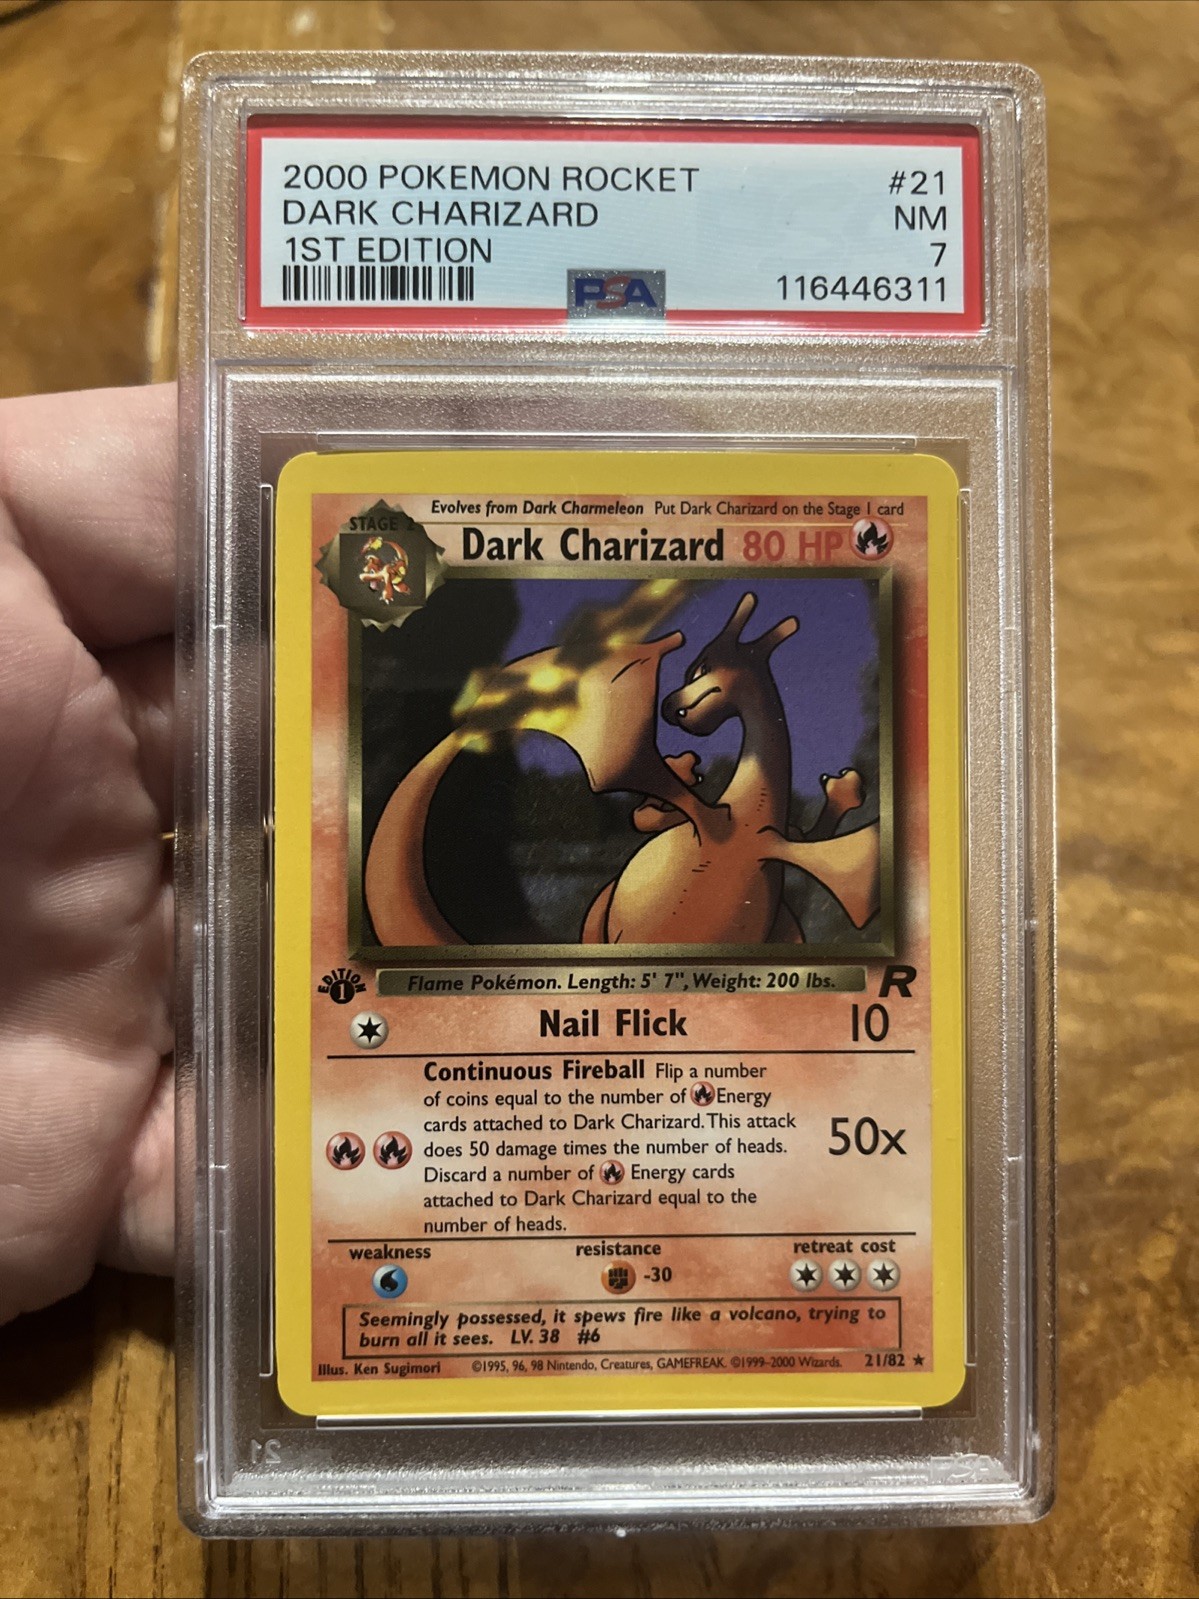 2000 POKEMON ROCKET #21
DARK CHARIZARD NM
1ST EDITION 7
PSA 116446311
Evolves from Dark Charmeleon Put Dark Charizard on the Stage 1 card
STAGE 2
Dark Charizard 80 HP
EDITION
1
Flame Pokémon. Length: 5' 7", Weight: 200 lbs.
R
Nail Flick 10
Continuous Fireball Flip a number
of coins equal to the number of Energy
cards attached to Dark Charizard. This attack
does 50 damage times the number of heads.
Discard a number of Energy cards
attached to Dark Charizard equal to the
number of heads.
50x
weakness resistance retreat cost
-30
Seemingly possessed, it spews fire like a volcano, trying to
burn all it sees. LV. 38 #6
Illus. Ken Sugimori ©1995, 96, 98 Nintendo, Creatures, GAMEFREAK. ©1999-2000 Wizards. 21/82 ★